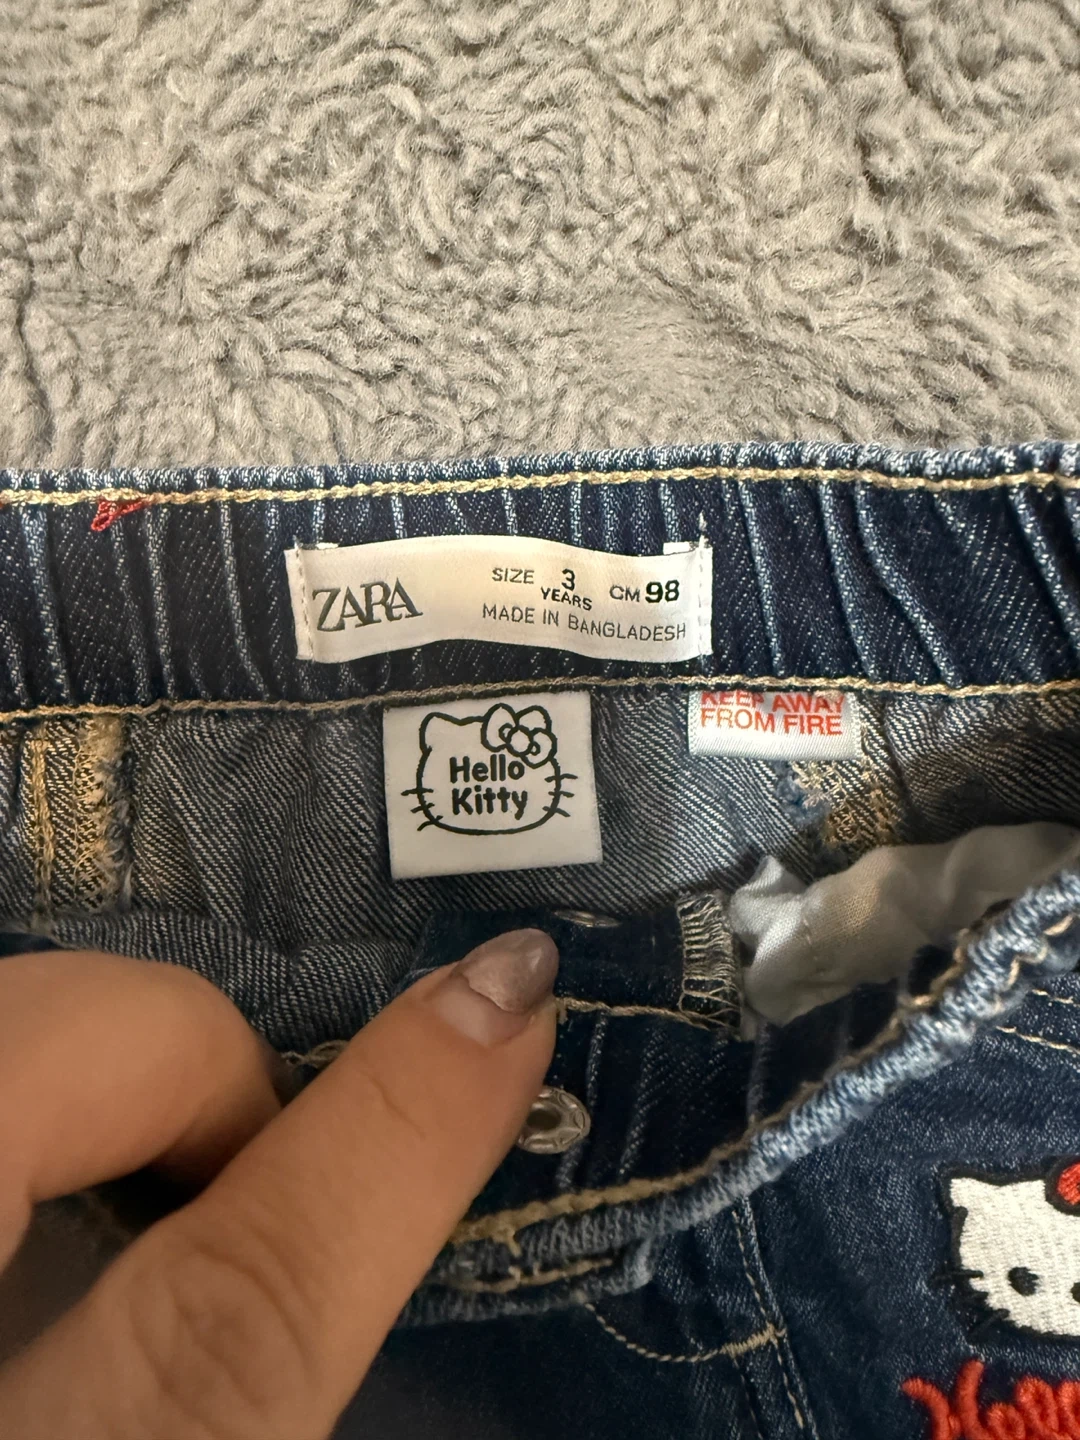 ZARA
SIZE 3 YEARS CM 98
MADE IN BANGLADESH
KEEP AWAY
FROM FIRE
Hello
Kitty